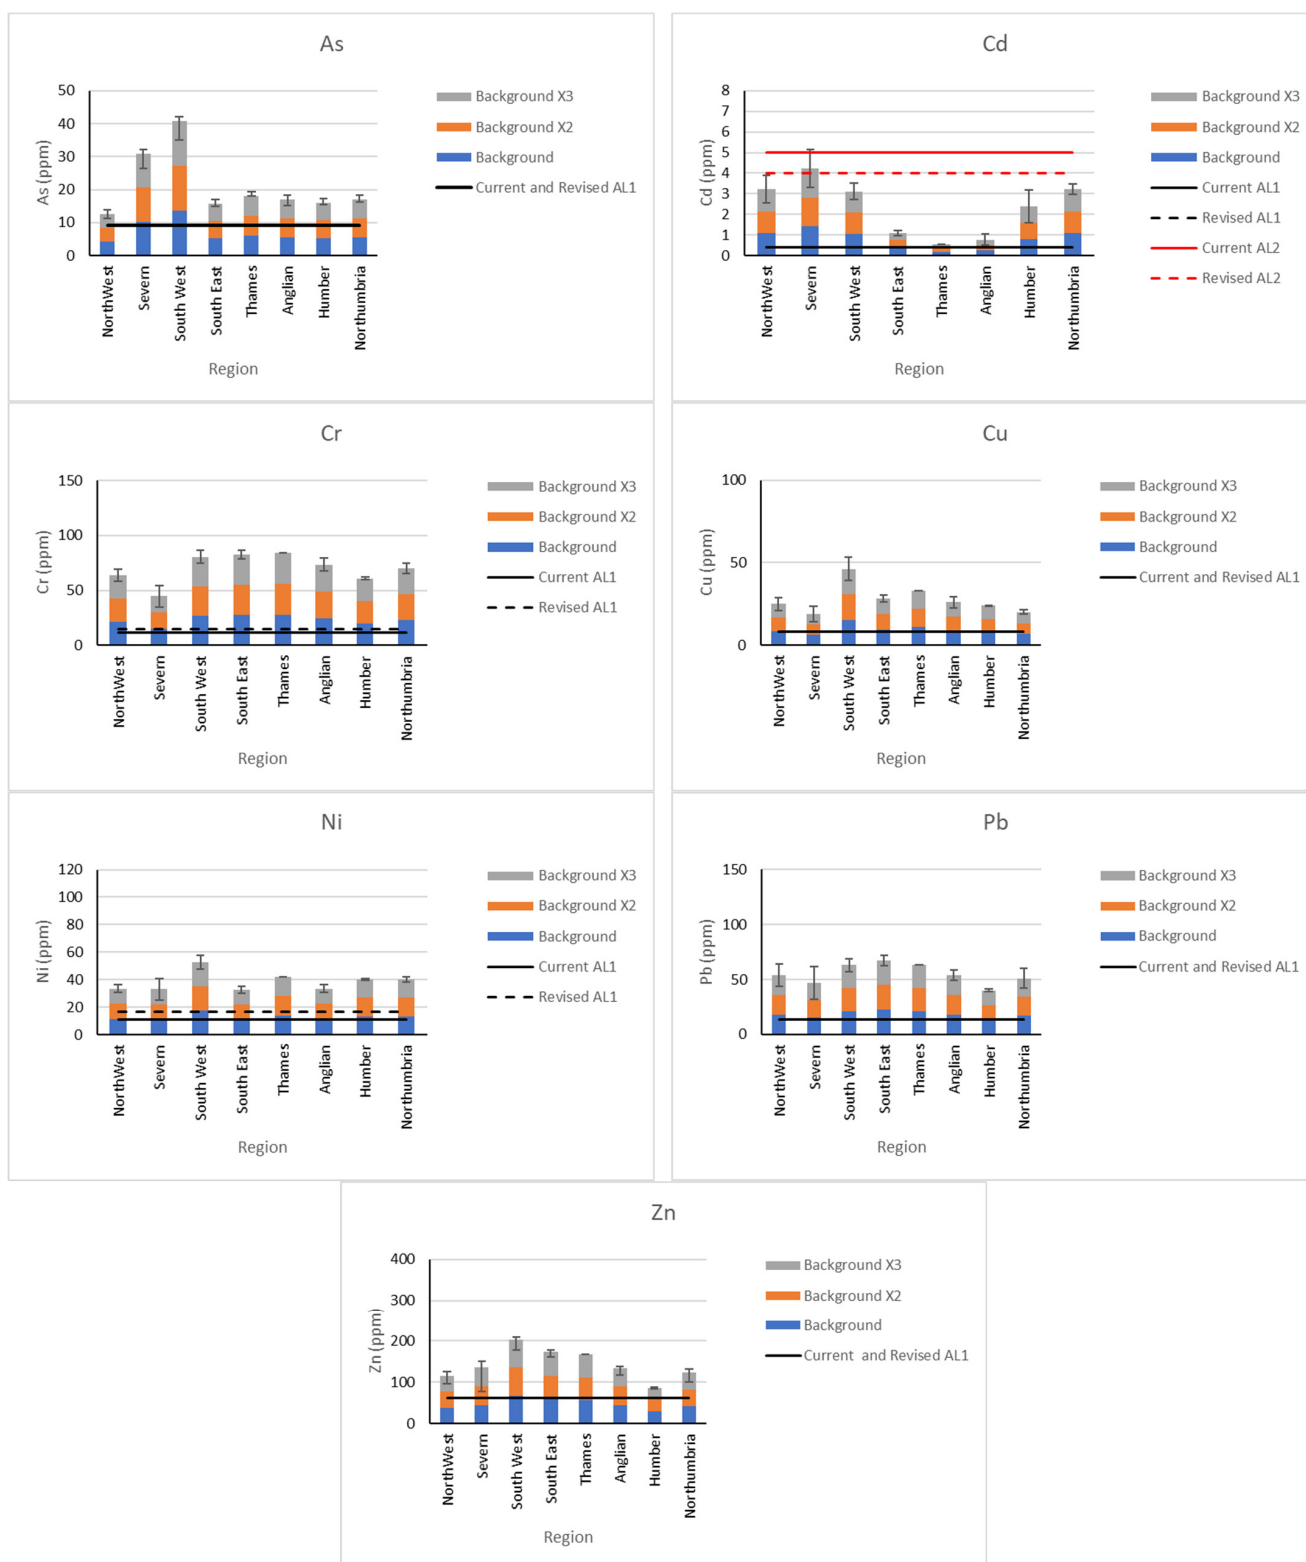 As
50
40
30
20
10
0
As (ppm)
NorthWest
Severn
South West
South East
Thames
Anglian
Humber
Northumbria
Region
Background X3
Background X2
Background
Current and Revised AL1
Cd
8
7
6
5
4
3
2
1
0
Cd (ppm)
NorthWest
Severn
South West
South East
Thames
Anglian
Humber
Northumbria
Region
Background X3
Background X2
Background
Current AL1
Revised AL1
Current AL2
Revised AL2
Cr
150
100
50
0
Cr (ppm)
NorthWest
Severn
South West
South East
Thames
Anglian
Humber
Northumbria
Region
Background X3
Background X2
Background
Current AL1
Revised AL1
Cu
100
50
0
Cu (ppm)
NorthWest
Severn
South West
South East
Thames
Anglian
Humber
Northumbria
Region
Background X3
Background X2
Background
Current and Revised AL1
Ni
120
100
80
60
40
20
0
Ni (ppm)
NorthWest
Severn
South West
South East
Thames
Anglian
Humber
Northumbria
Region
Background X3
Background X2
Background
Current AL1
Revised AL1
Pb
150
100
50
0
Pb (ppm)
NorthWest
Severn
South West
South East
Thames
Anglian
Humber
Northumbria
Region
Background X3
Background X2
Background
Current and Revised AL1
Zn
400
300
200
100
0
Zn (ppm)
NorthWest
Severn
South West
South East
Thames
Anglian
Humber
Northumbria
Region
Background X3
Background X2
Background
Current and Revised AL1